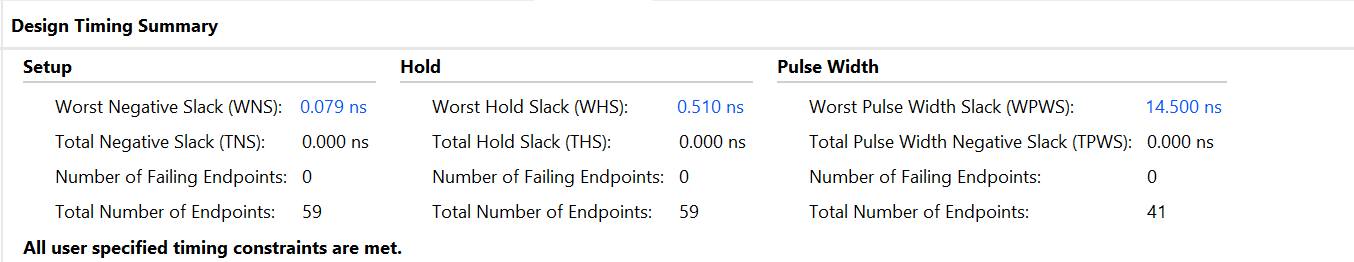 Design Timing Summary
Setup Hold Pulse Width
Worst Negative Slack (WNS): 0.079 ns Worst Hold Slack (WHS): 0.510 ns Worst Pulse Width Slack (WPWS): 14.500 ns
Total Negative Slack (TNS): 0.000 ns Total Hold Slack (THS): 0.000 ns Total Pulse Width Negative Slack (TPWS): 0.000 ns
Number of Failing Endpoints: 0 Number of Failing Endpoints: 0 Number of Failing Endpoints: 0
Total Number of Endpoints: 59 Total Number of Endpoints: 59 Total Number of Endpoints: 41
All user specified timing constraints are met.